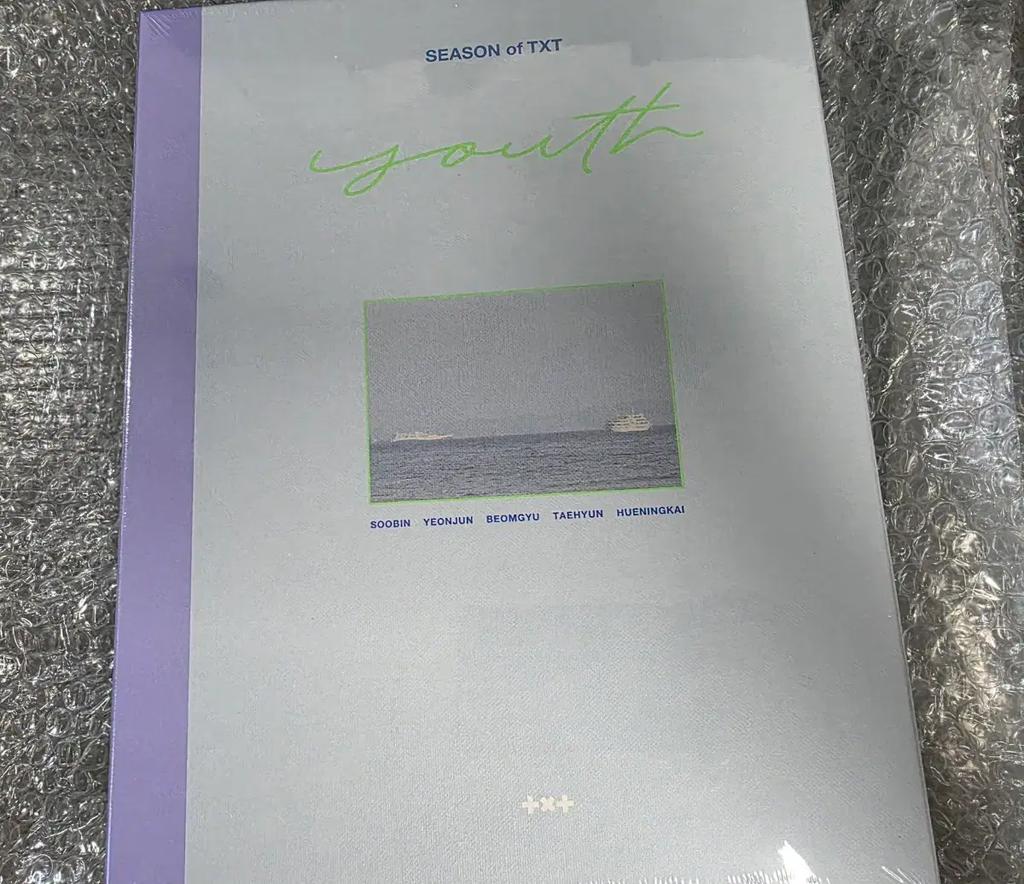 SEASON of TXT
youth
SOOBIN YEONJUN BEOMGYU TAEHYUN HUENINGKAI
+×+